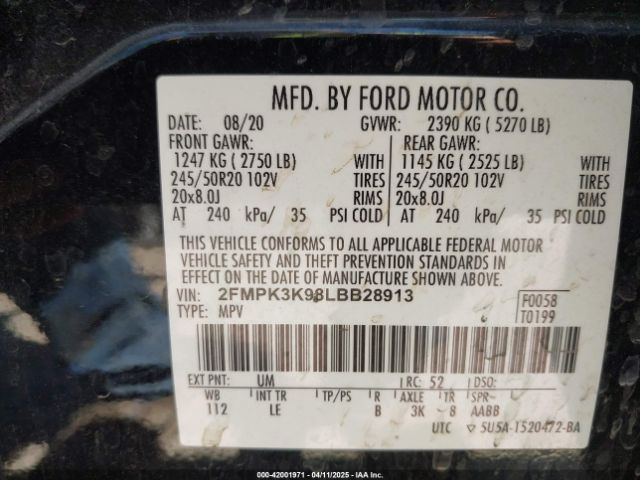 MFD. BY FORD MOTOR CO.
DATE: 08/20 GVWR: 2390 KG ( 5270 LB)
FRONT GAWR: REAR GAWR:
1247 KG ( 2750 LB) WITH 1145 KG ( 2525 LB) WITH
245/50R20 102V TIRES 245/50R20 102V TIRES
20x8.0J RIMS 20x8.0J RIMS
AT 240 kPa/ 35 PSI COLD AT 240 kPa/ 35 PSI COLD
THIS VEHICLE CONFORMS TO ALL APPLICABLE FEDERAL MOTOR
VEHICLE SAFETY AND THEFT PREVENTION STANDARDS IN
EFFECT ON THE DATE OF MANUFACTURE SHOWN ABOVE.
VIN: 2FMPK3K98LBB28913 F0058
TYPE: MPV T0199
EXT PNT: UM RC: 52 DSO:
WB INT TR TP/PS R AXLE TR SPR
112 LE B 3K 8 AABB
UTC ▽ 5U5A-1520472-BA
000-42001971 | 04/11/2025 | IAAI, Inc.